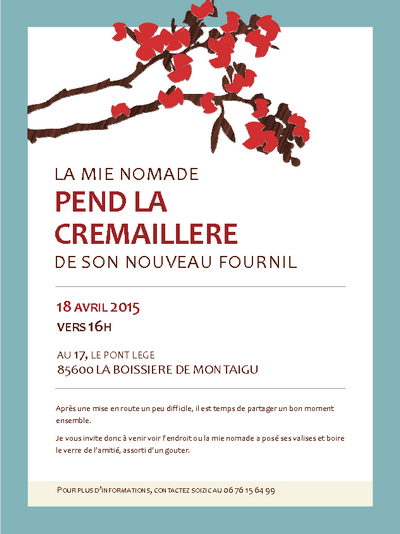 LA MIE NOMADE
PEND LA
CREMAILLERE
DE SON NOUVEAU FOURNIL
18 AVRIL 2015
VERS 16H
AU 17, LE PONT LEGE
85600 LA BOISSIERE DE MONTAIGU
Après une mise en route un peu difficile, il est temps de partager un bon moment
ensemble.
Je vous invite donc à venir voir l'endroit ou la mie nomade a posé ses valises et boire
le verre de l'amitié, assorti d'un gouter.
POUR PLUS D'INFORMATIONS, CONTACTEZ SOIZIC AU 06 76 15 64 99